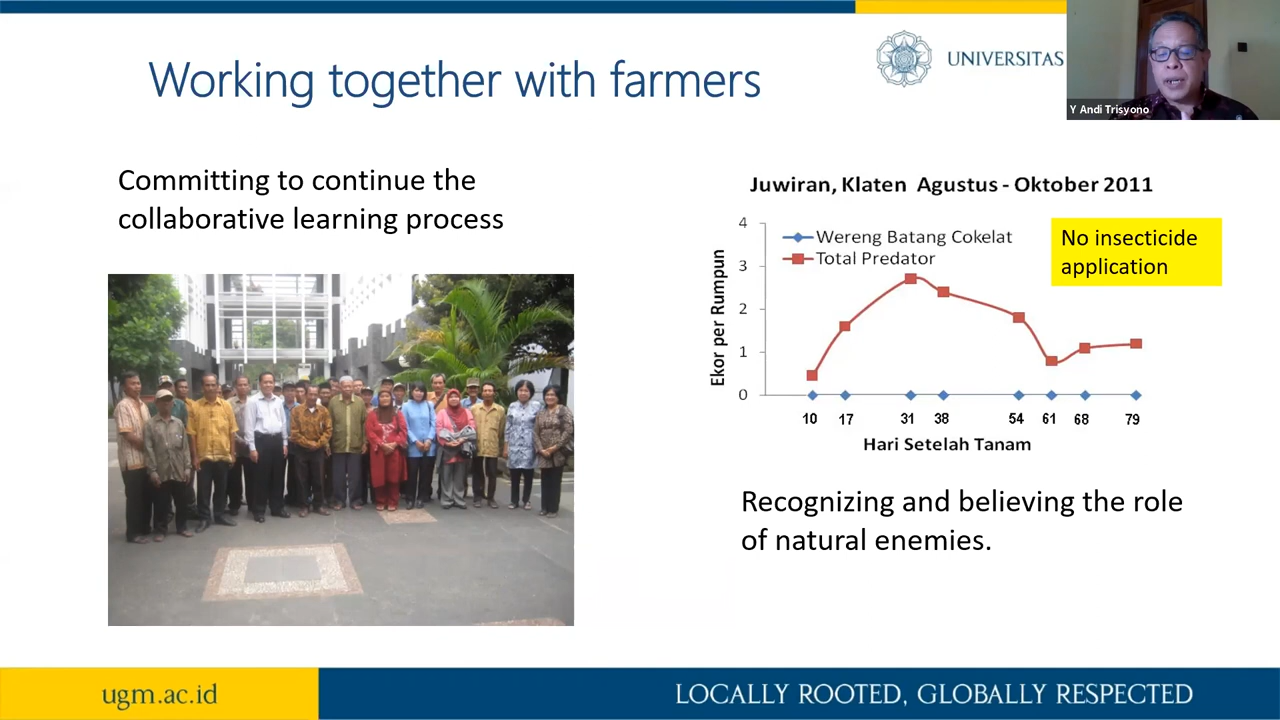 Working together with farmers
UNIVERSITAS
Y Andi Trisyono
Committing to continue the
collaborative learning process
Juwiran, Klaten Agustus - Oktober 2011
4
3
2
1
0
Ekor per Rumpun
Wereng Batang Cokelat
Total Predator
No insecticide
application
10 17 31 38 54 61 68 79
Hari Setelah Tanam
Recognizing and believing the role
of natural enemies.
ugm.ac.id
LOCALLY ROOTED, GLOBALLY RESPECTED